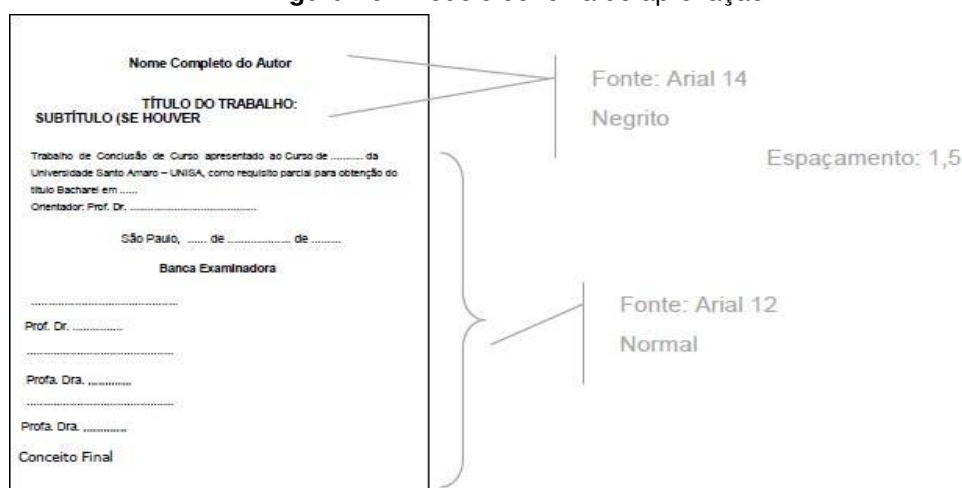 Nome Completo do Autor
TÍTULO DO TRABALHO:
SUBTÍTULO (SE HOUVER
Trabalho de Conclusão de Curso apresentado ao Curso de .......... da
Universidade Santo Amaro – UNISA, como requisito parcial para obtenção do
título Bacharel em ......
Orientador: Prof. Dr. ..........................................
São Paulo, ...... de ..................... de ..........
Banca Examinadora
.................................................
Prof. Dr. ................
.................................................
Profa. Dra. ..............
.................................................
Profa. Dra. ..............
Conceito Final
Fonte: Arial 14
Negrito
Espaçamento: 1,5
Fonte: Arial 12
Normal